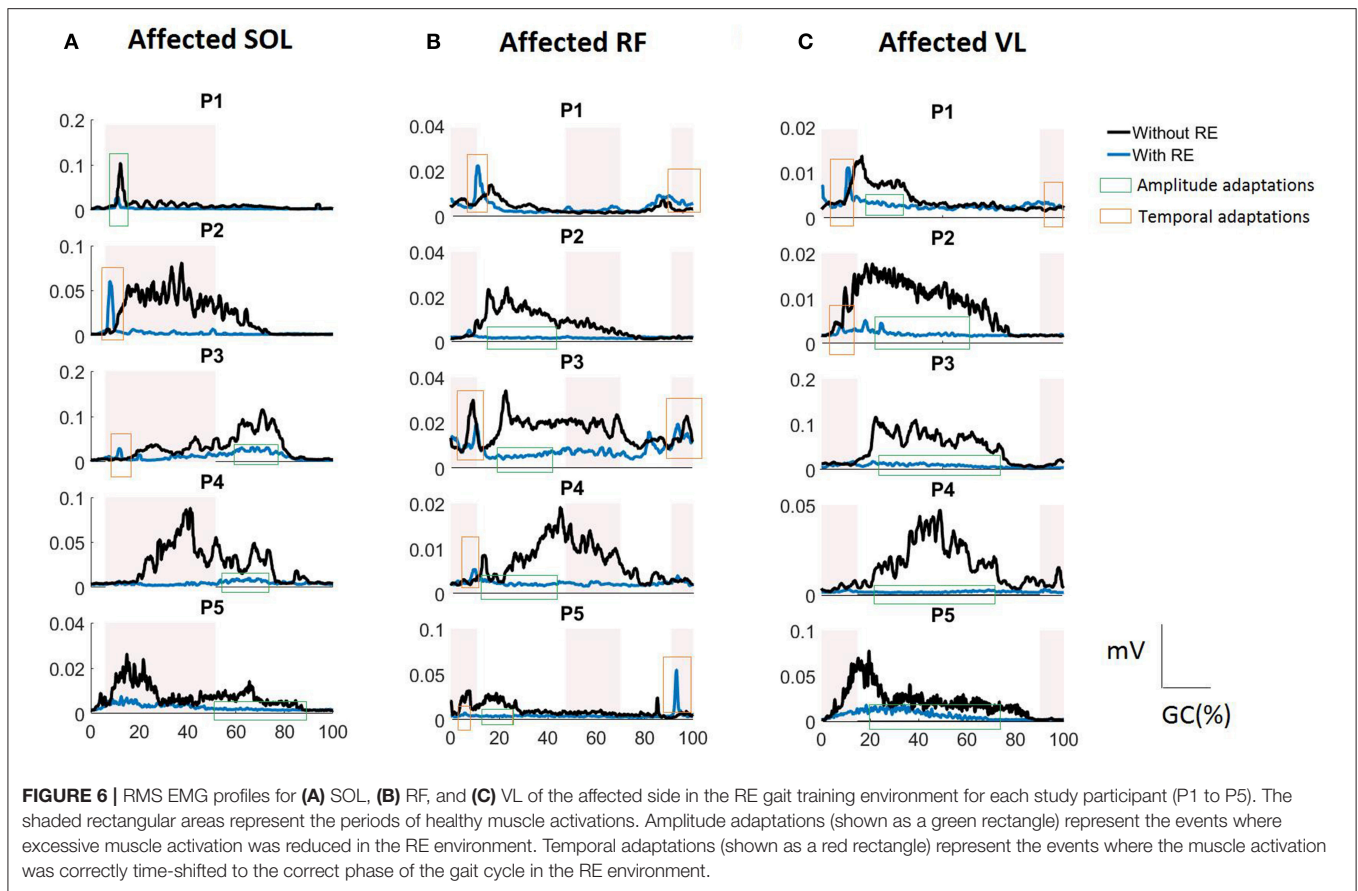 A Affected SOL
B Affected RF
C Affected VL
P1
0.2
0.1
0
P2
0.1
0.05
0
P3
0.2
0.1
0
P4
0.1
0.05
0
P5
0.04
0.02
0
0 20 40 60 80 100
P1
0.04
0.02
0
P2
0.04
0.02
0
P3
0.04
0.02
0
P4
0.02
0.01
0
P5
0.1
0.05
0
0 20 40 60 80 100
P1
0.02
0.01
0
P2
0.02
0.01
0
P3
0.2
0.1
0
P4
0.05
0
P5
0.1
0.05
0
0 20 40 60 80 100
Without RE
With RE
Amplitude adaptations
Temporal adaptations
mV
GC(%)
FIGURE 6 | RMS EMG profiles for (A) SOL, (B) RF, and (C) VL of the affected side in the RE gait training environment for each study participant (P1 to P5). The
shaded rectangular areas represent the periods of healthy muscle activations. Amplitude adaptations (shown as a green rectangle) represent the events where
excessive muscle activation was reduced in the RE environment. Temporal adaptations (shown as a red rectangle) represent the events where the muscle activation
was correctly time-shifted to the correct phase of the gait cycle in the RE environment.